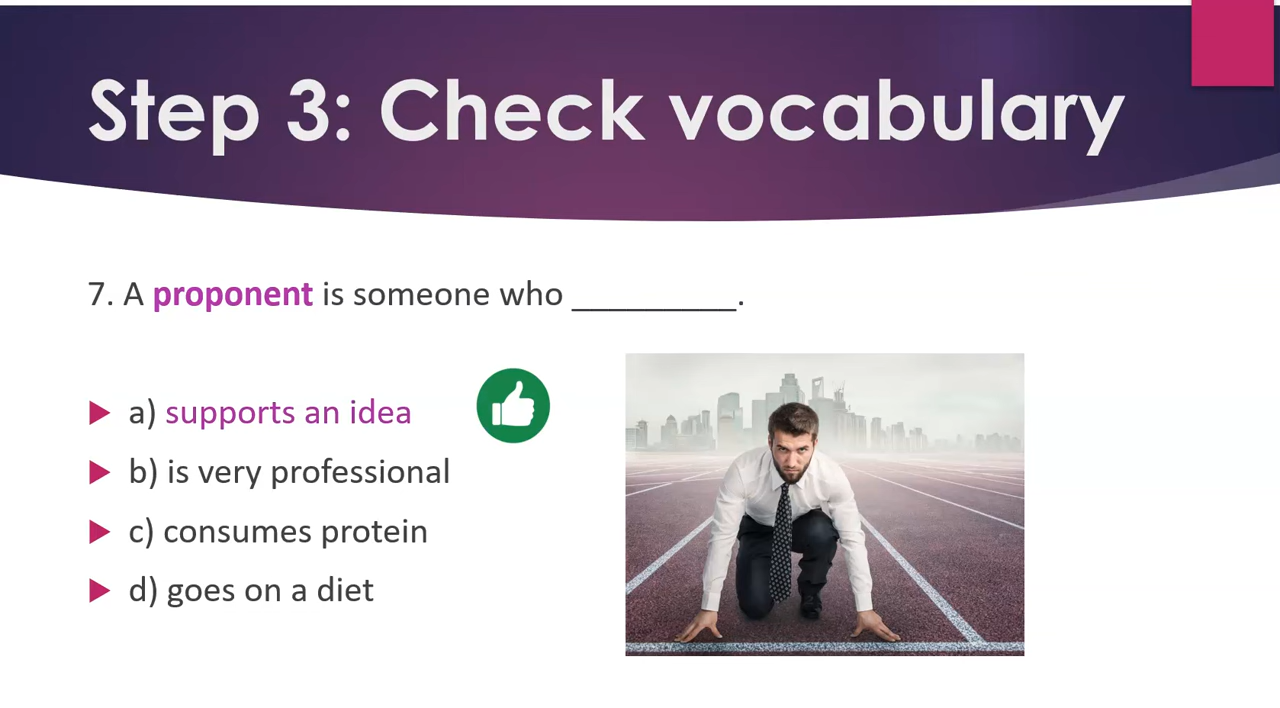 Step 3: Check vocabulary
7. A proponent is someone who _________.
a) supports an idea
b) is very professional
c) consumes protein
d) goes on a diet